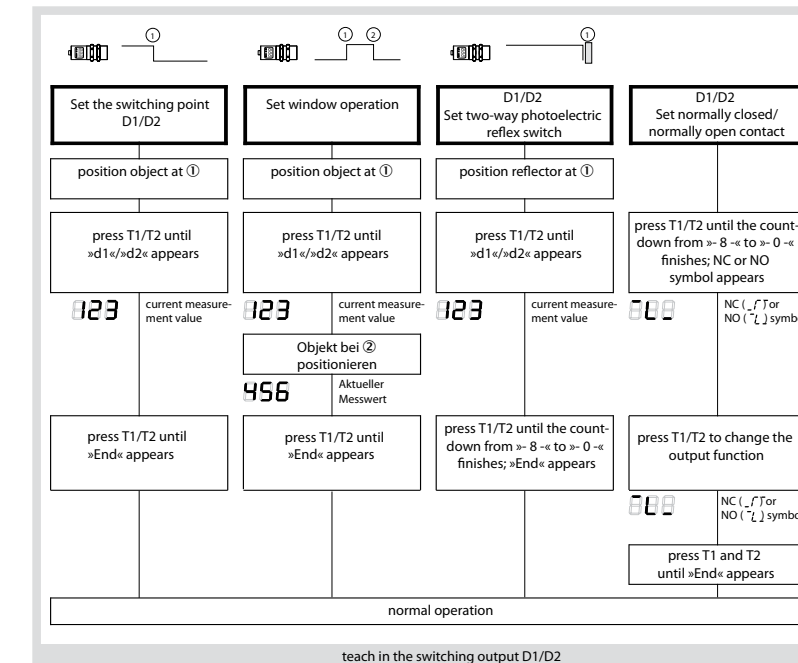 1
1 2
1
Set the switching point
D1/D2
position object at ①
press T1/T2 until
»d1«/»d2« appears
123
current measure-
ment value
press T1/T2 until
»End« appears
Set window operation
position object at ①
press T1/T2 until
»d1«/»d2« appears
123
current measure-
ment value
Objekt bei ②
positionieren
456
Aktueller
Messwert
press T1/T2 until
»End« appears
D1/D2
Set two-way photoelectric
reflex switch
position reflector at ①
press T1/T2 until
»d1«/»d2« appears
123
current measure-
ment value
press T1/T2 until the count-
down from »- 8 -« to »- 0 -«
finishes; »End« appears
D1/D2
Set normally closed/
normally open contact
press T1/T2 until the count-
down from »- 8 -« to »- 0 -«
finishes; NC or NO
symbol appears
NC ( ) or
NO ( )
press T1/T2 to change the
output function
NC ( ) or
NO ( )
press T1 and T2
until »End« appears
normal operation
teach in the switching output D1/D2